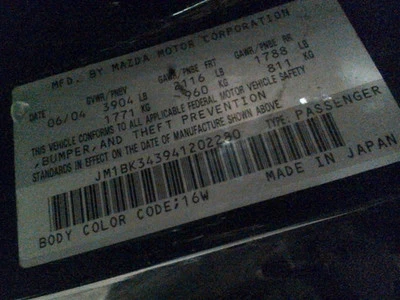 MFD. BY MAZDA MOTOR CORPORATION
DATE GVWR/PNBV GAWR/PNBE FRT GAWR/PNBE RR
06/04 3904 LB 2116 LB 1788 LB
1771 KG 960 KG 811 KG
THIS VEHICLE CONFORMS TO ALL APPLICABLE FEDERAL MOTOR VEHICLE SAFETY
,BUMPER,AND THEFT PREVENTION
STANDARDS IN EFFECT ON THE DATE OF MANUFACTURE SHOWN ABOVE.
JM1BK343941202290 TYPE: PASSENGER
BODY COLOR CODE;16W MADE IN JAPAN